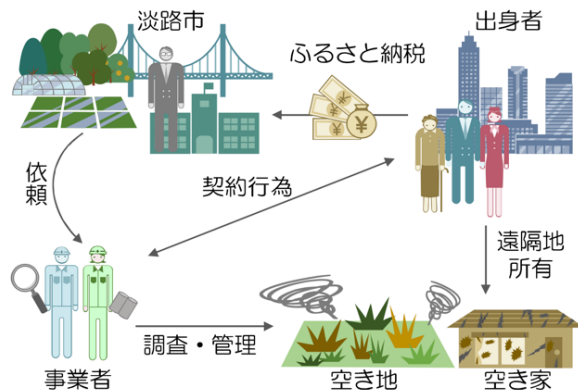 淡路市
出身者
ふるさと納税
依頼
契約行為
遠隔地
所有
調査・管理
事業者
空き地
空き家